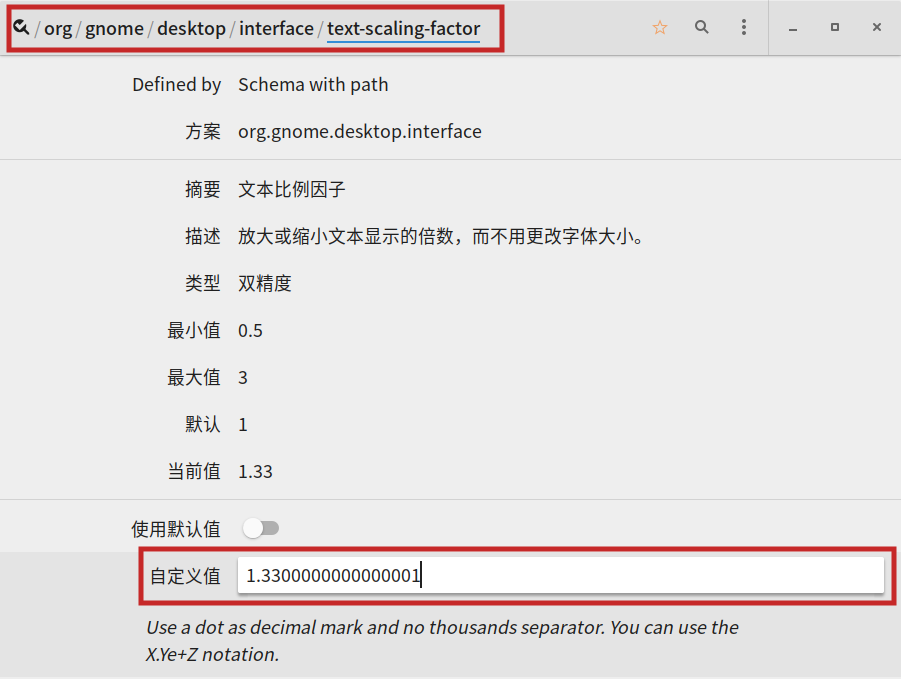 / org / gnome / desktop / interface / text-scaling-factor
Defined by Schema with path
方案 org.gnome.desktop.interface
摘要 文本比例因子
描述 放大或缩小文本显示的倍数，而不用更改字体大小。
类型 双精度
最小值 0.5
最大值 3
默认 1
当前值 1.33
使用默认值
自定义值 1.3300000000000001
Use a dot as decimal mark and no thousands separator. You can use the
X.Ye+Z notation.